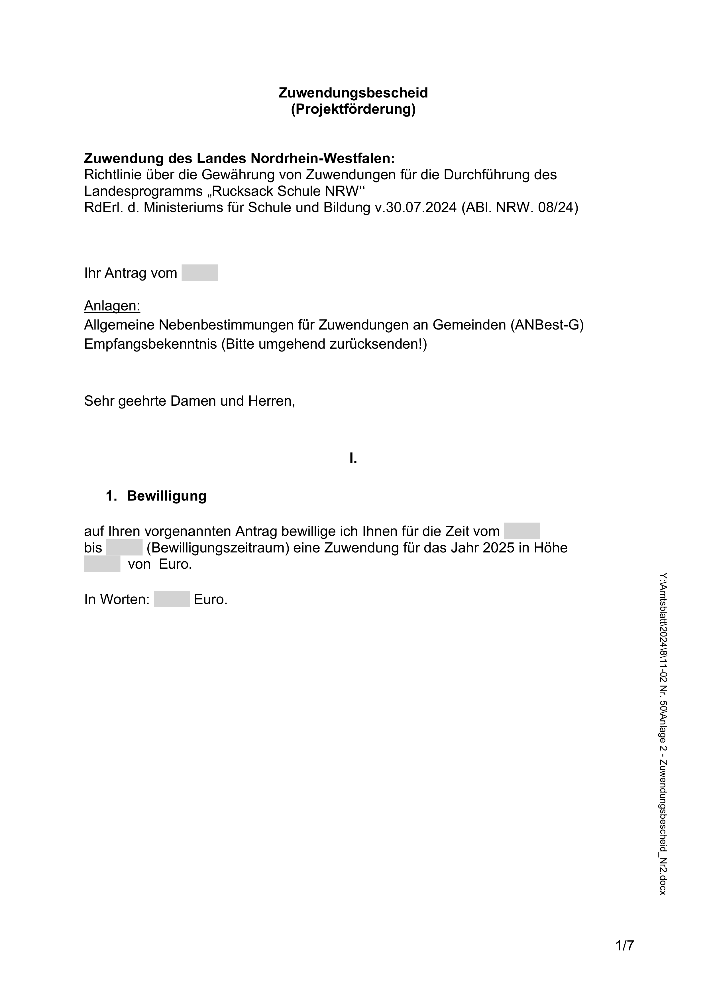 Zuwendungsbescheid
(Projektförderung)
Zuwendung des Landes Nordrhein-Westfalen:
Richtlinie über die Gewährung von Zuwendungen für die Durchführung des
Landesprogramms „Rucksack Schule NRW‘‘
RdErl. d. Ministeriums für Schule und Bildung v.30.07.2024 (ABl. NRW. 08/24)
Ihr Antrag vom
Anlagen:
Allgemeine Nebenbestimmungen für Zuwendungen an Gemeinden (ANBest-G)
Empfangsbekenntnis (Bitte umgehend zurücksenden!)
Sehr geehrte Damen und Herren,
I.
1. Bewilligung
auf Ihren vorgenannten Antrag bewillige ich Ihnen für die Zeit vom
bis (Bewilligungszeitraum) eine Zuwendung für das Jahr 2025 in Höhe
von Euro.
In Worten: Euro.
Y:\Amtsblatt\2024\8\11-02 Nr. 50\Anlage 2 - Zuwendungsbescheid_Nr2.docx
1/7